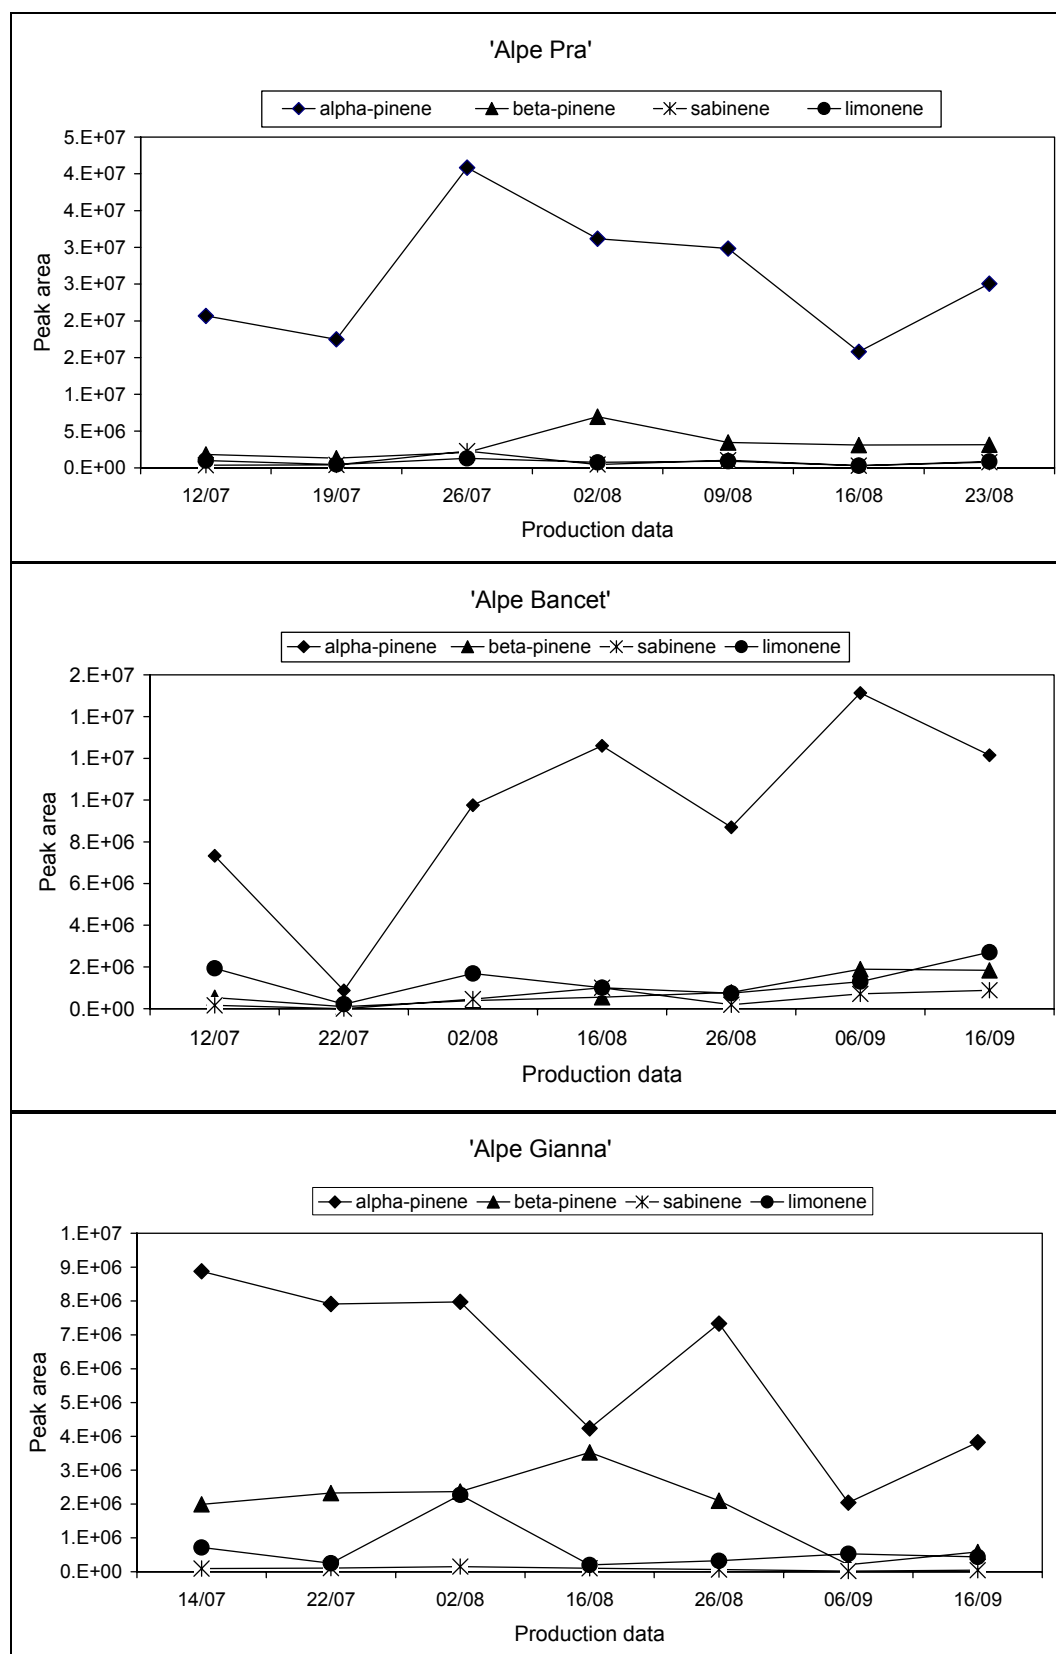 'Alpe Pra'
alpha-pinene beta-pinene sabinene limonene
5.E+07
5.E+07
4.E+07
4.E+07
3.E+07
3.E+07
2.E+07
2.E+07
1.E+07
5.E+06
0.E+00
Peak area
12/07 19/07 26/07 02/08 09/08 16/08 23/08
Production data
'Alpe Bancet'
alpha-pinene beta-pinene sabinene limonene
2.E+07
1.E+07
1.E+07
1.E+07
8.E+06
6.E+06
4.E+06
2.E+06
0.E+00
Peak area
12/07 22/07 02/08 16/08 26/08 06/09 16/09
Production data
'Alpe Gianna'
alpha-pinene beta-pinene sabinene limonene
1.E+07
9.E+06
8.E+06
7.E+06
6.E+06
5.E+06
4.E+06
3.E+06
2.E+06
1.E+06
0.E+00
Peak area
14/07 22/07 02/08 16/08 26/08 06/09 16/09
Production data